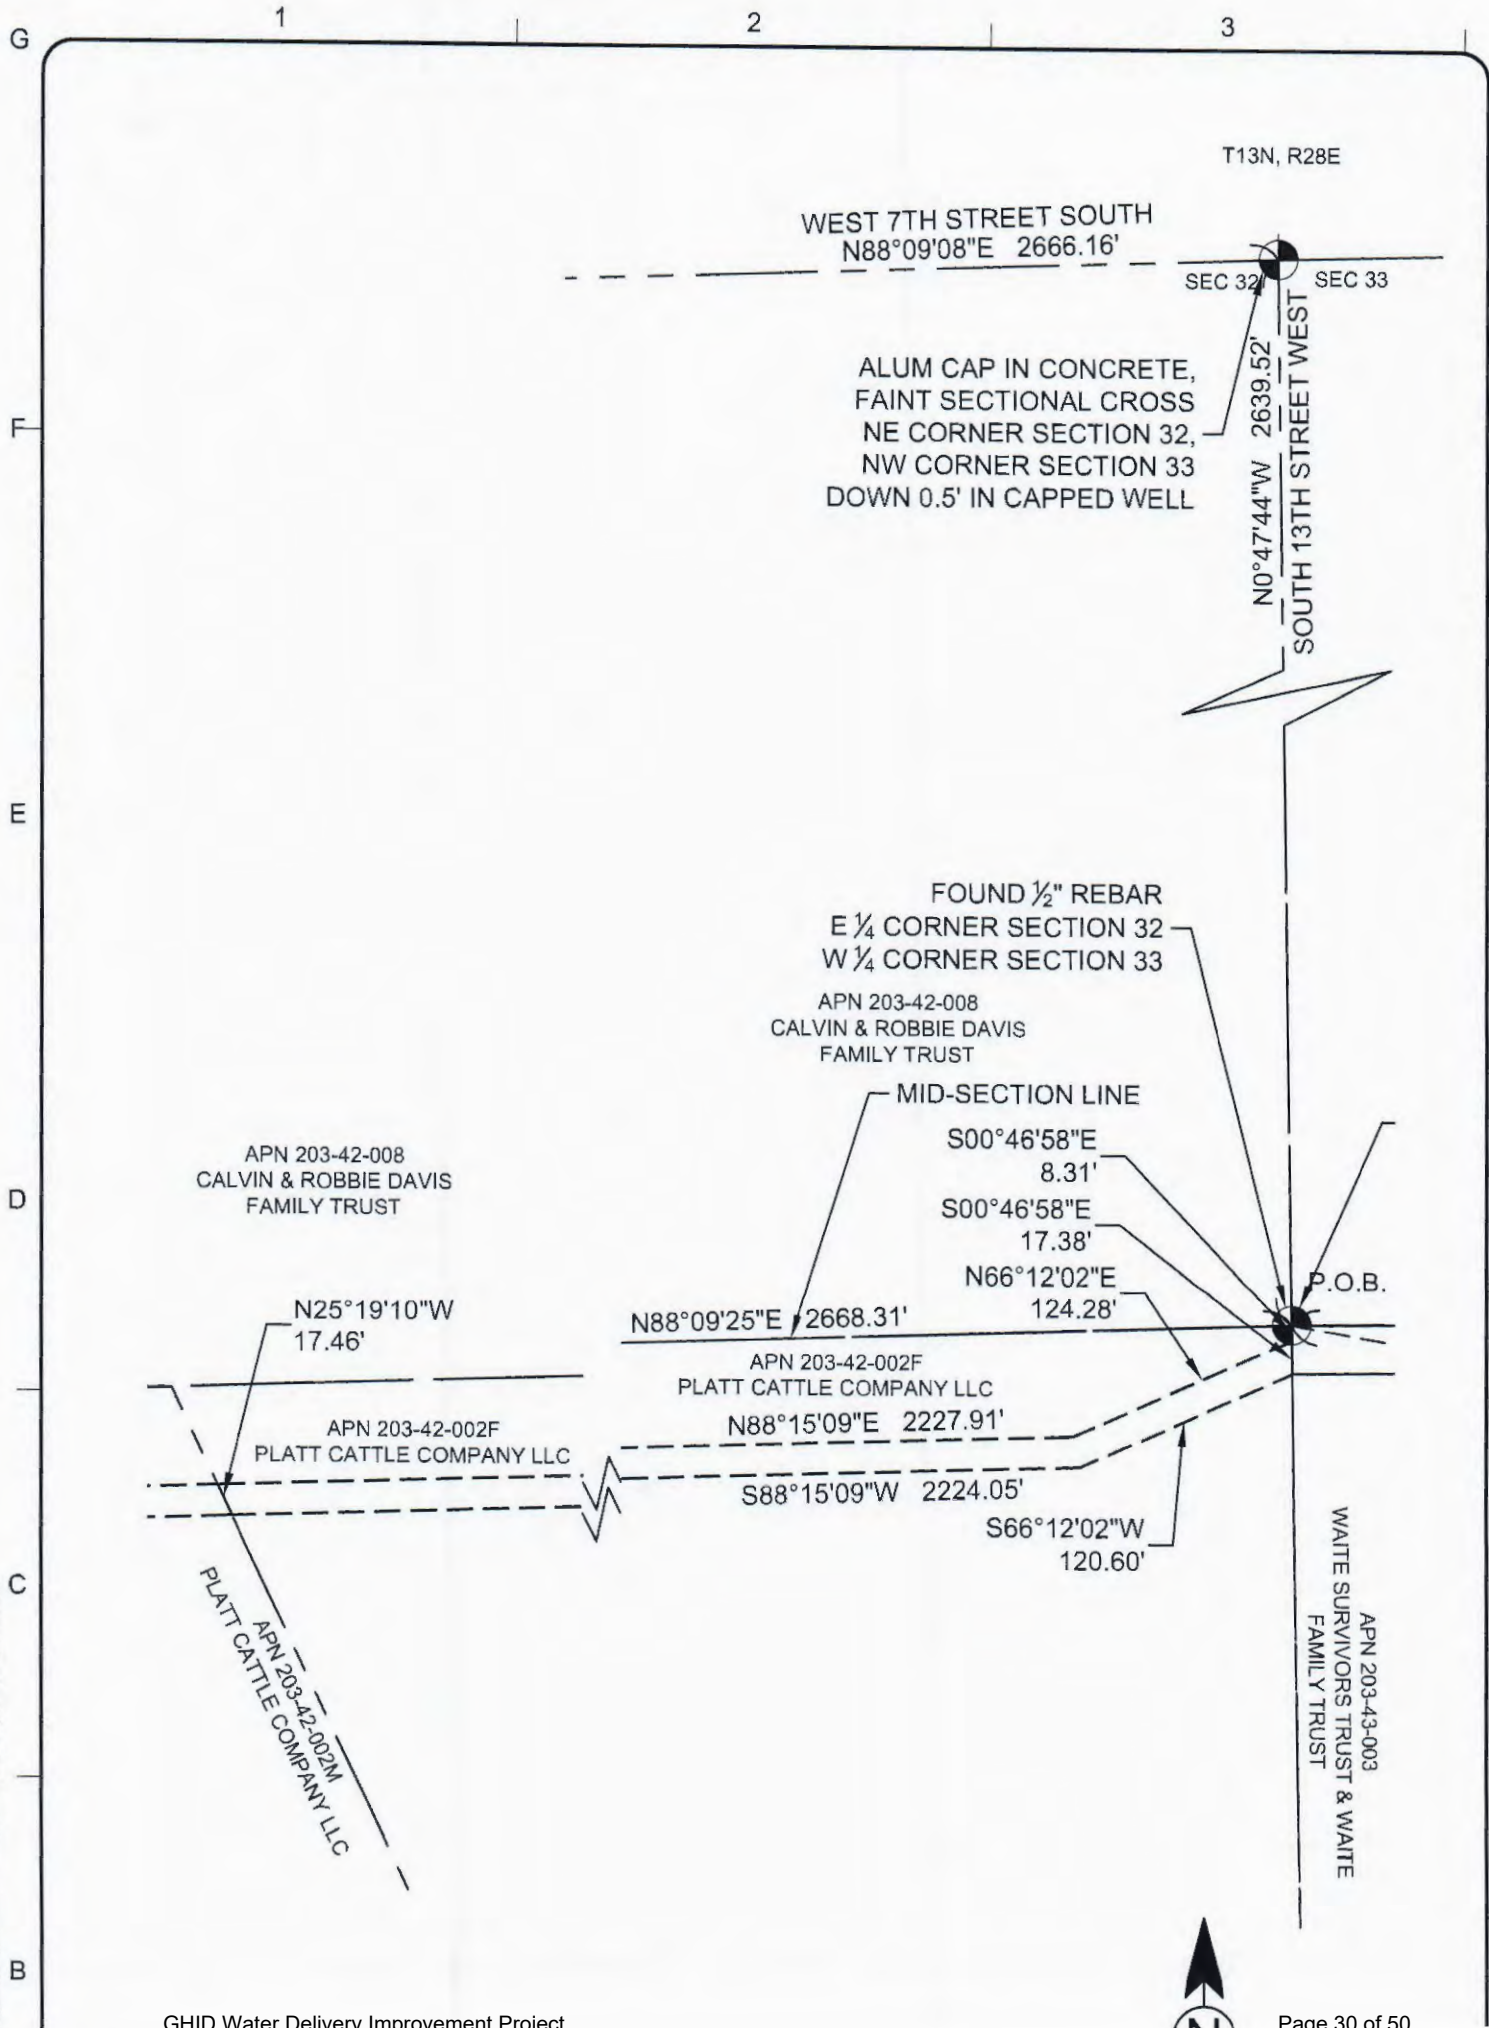 1
2
3
G
T13N, R28E
WEST 7TH STREET SOUTH
N88°09'08"E 2666.16'
SEC 32
SEC 33
ALUM CAP IN CONCRETE,
FAINT SECTIONAL CROSS
NE CORNER SECTION 32,
NW CORNER SECTION 33
DOWN 0.5' IN CAPPED WELL
N0°47'44"W 2639.52'
SOUTH 13TH STREET WEST
F
E
FOUND ½" REBAR
E ¼ CORNER SECTION 32
W ¼ CORNER SECTION 33
APN 203-42-008
CALVIN & ROBBIE DAVIS
FAMILY TRUST
MID-SECTION LINE
S00°46'58"E
8.31'
APN 203-42-008
CALVIN & ROBBIE DAVIS
FAMILY TRUST
D
S00°46'58"E
17.38'
N66°12'02"E
124.28'
P.O.B.
N25°19'10"W
17.46'
N88°09'25"E 2668.31'
APN 203-42-002F
PLATT CATTLE COMPANY LLC
N88°15'09"E 2227.91'
APN 203-42-002F
PLATT CATTLE COMPANY LLC
S88°15'09"W 2224.05'
S66°12'02"W
120.60'
C
APN 203-42-002M
PLATT CATTLE COMPANY LLC
APN 203-43-003
WAITE SURVIVORS TRUST & WAITE
FAMILY TRUST
B
N
GHID Water Delivery Improvement Project
Page 30 of 50